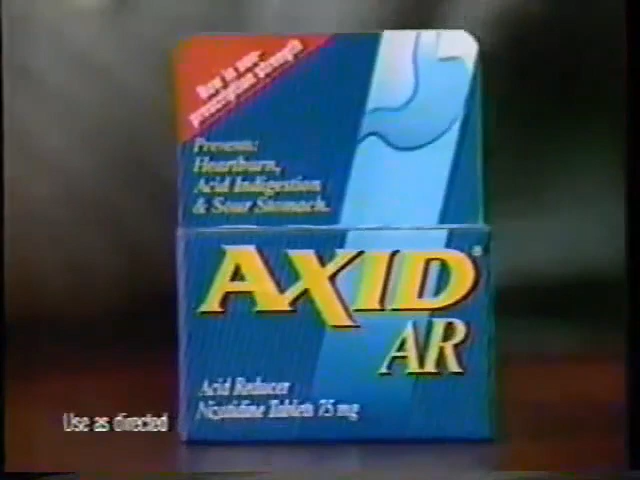 Now in non-
prescription strength
Prevents:
Heartburn,
Acid Indigestion
& Sour Stomach.
AXID®
AR
Acid Reducer
Nizatidine Tablets 75 mg
Use as directed